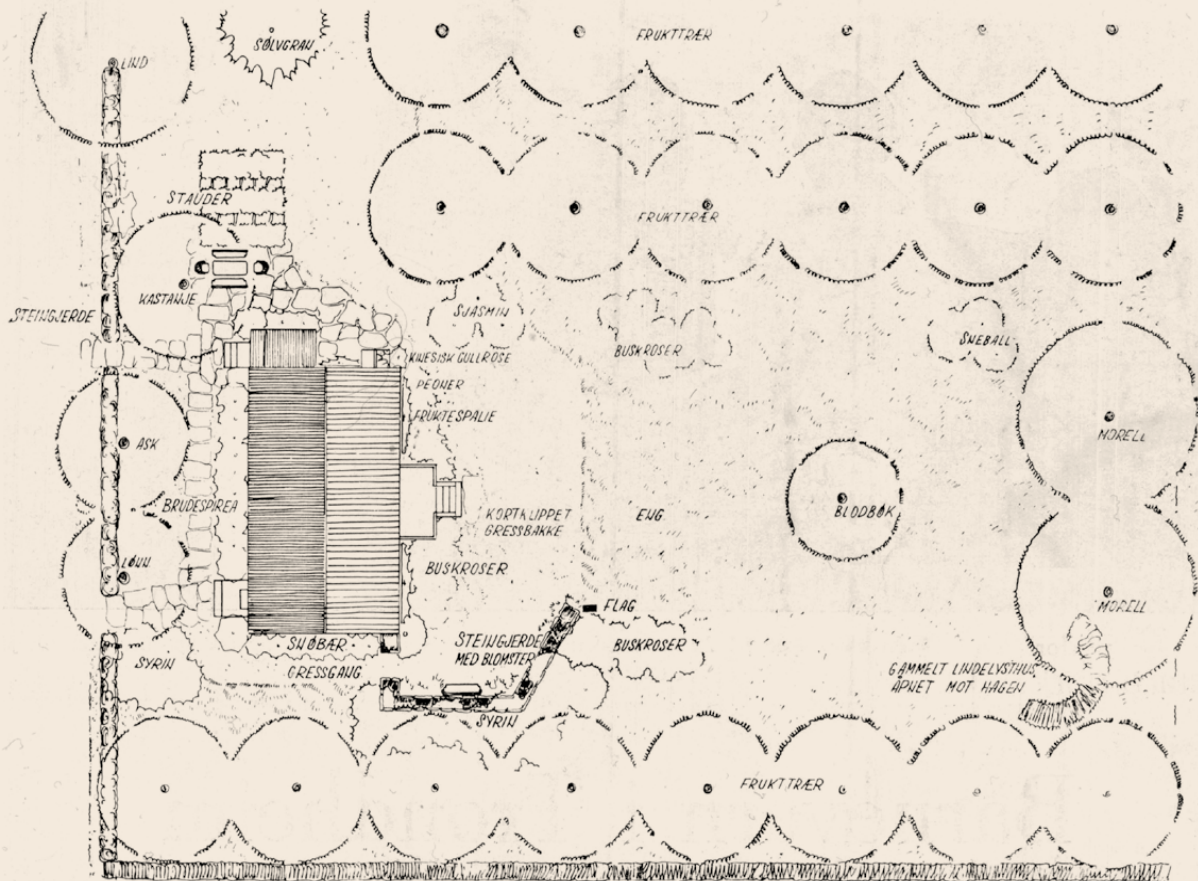 LIND
SØLVGRAN
FRUKTTRÆR
STAUDER
FRUKTTRÆR
KASTANJE
STEINGJERDE
SJASMIN
BUSKROSER
SNEBALL
KINESISK GULLROSE
PEONER
FRUKTESPALIE
ASK
MORELL
BRUDESPIREA
KORTKLIPPET
GRESSBAKKE
ENG
BLODBØK
LØNN
BUSKROSER
FLAG
MORELL
SNØBÆR
STEINGJERDE
MED BLOMSTER
BUSKROSER
SYRIN
GRESSGANG
GAMMELT LINDELYSTHUS,
ÅPNET MOT HAGEN
SYRIN
FRUKTTRÆR